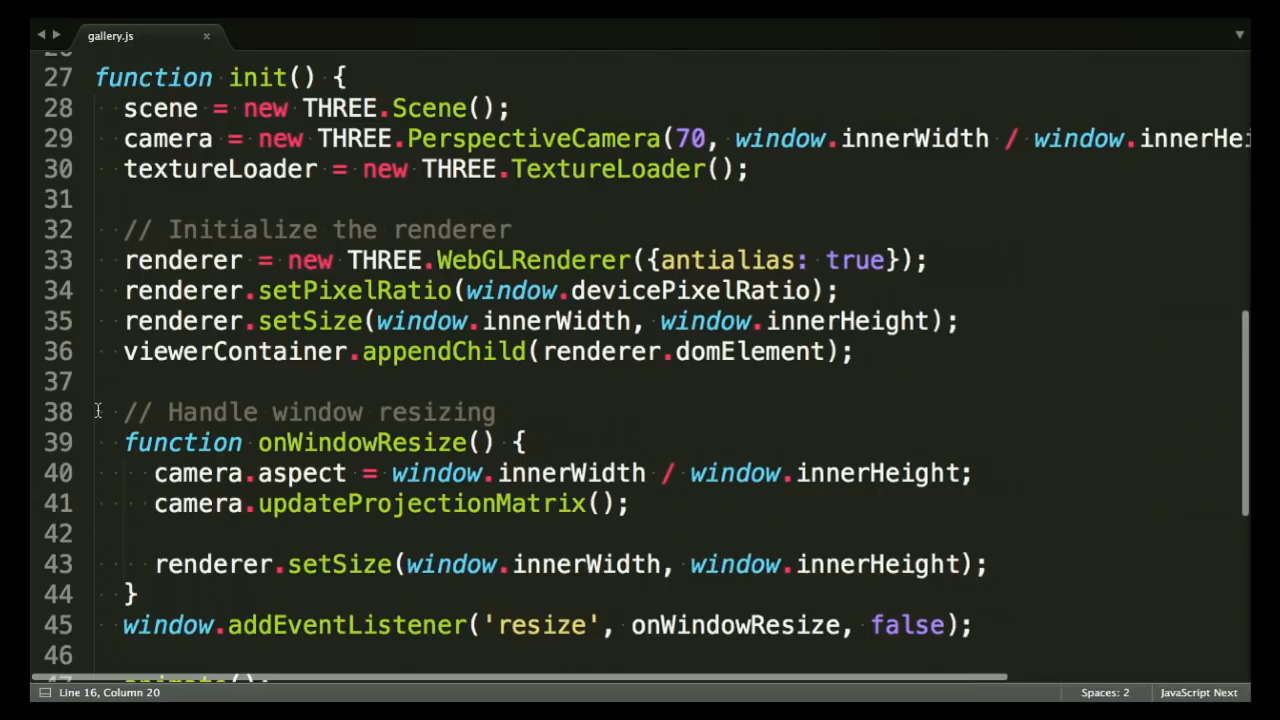 gallery.js ×
27 function init() {
28 scene = new THREE.Scene();
29 camera = new THREE.PerspectiveCamera(70, window.innerWidth / window.innerHei
30 textureLoader = new THREE.TextureLoader();
31
32 // Initialize the renderer
33 renderer = new THREE.WebGLRenderer({antialias: true});
34 renderer.setPixelRatio(window.devicePixelRatio);
35 renderer.setSize(window.innerWidth, window.innerHeight);
36 viewerContainer.appendChild(renderer.domElement);
37
38 // Handle window resizing
39 function onWindowResize() {
40 camera.aspect = window.innerWidth / window.innerHeight;
41 camera.updateProjectionMatrix();
42
43 renderer.setSize(window.innerWidth, window.innerHeight);
44 }
45 window.addEventListener('resize', onWindowResize, false);
46
47 animate();
Line 16, Column 20 Spaces: 2 JavaScript Next